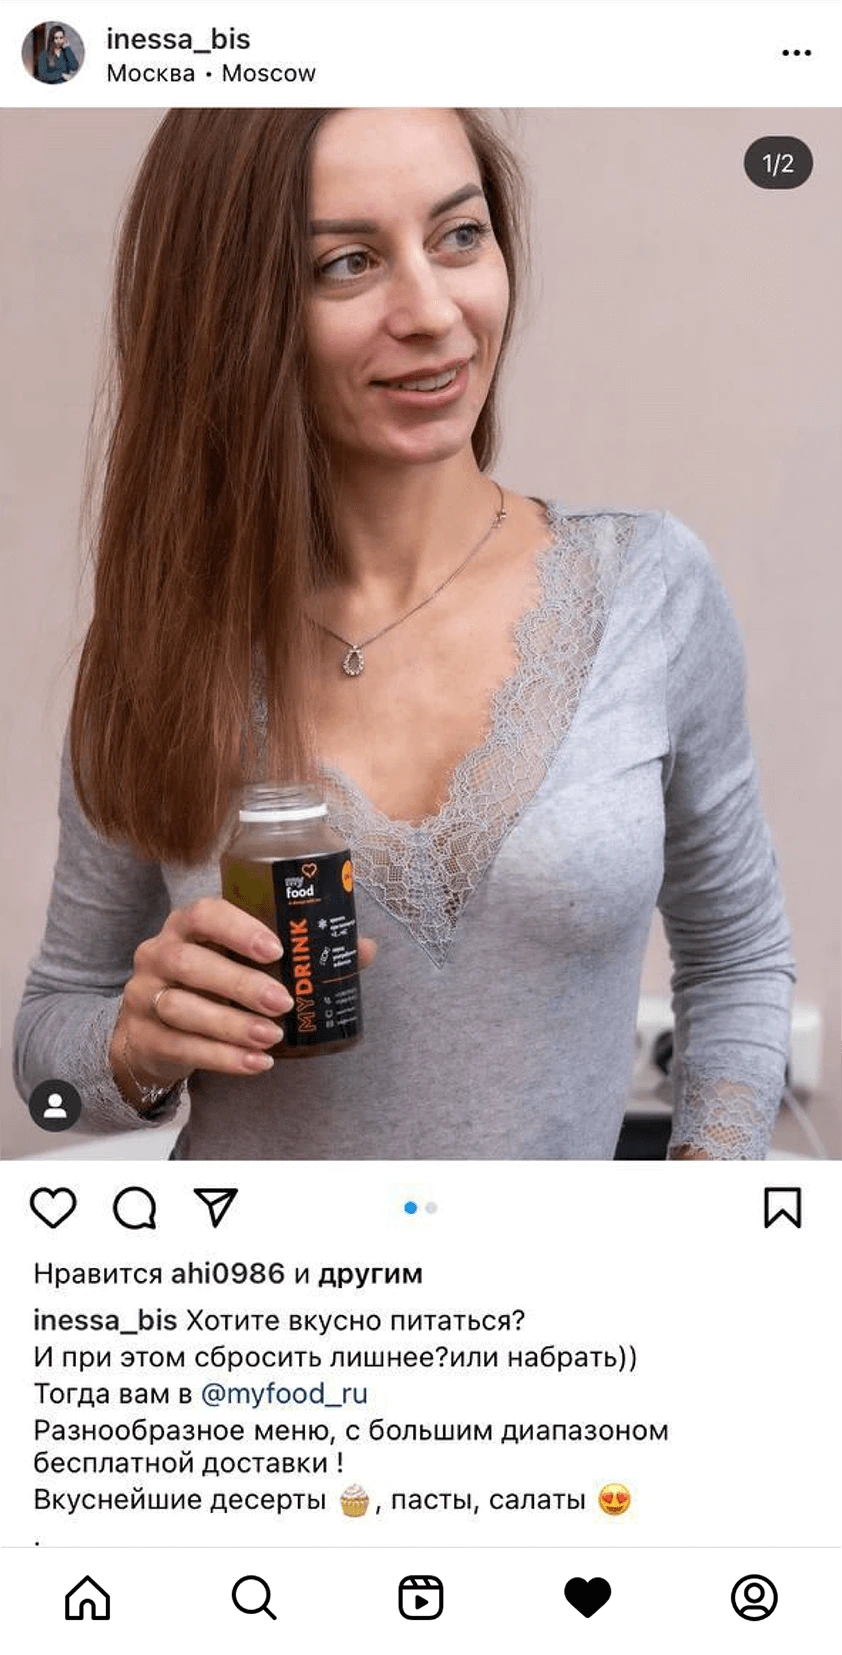 inessa_bis
Москва • Moscow
1/2
my
food
MYDRINK
Нравится ahi0986 и другим
inessa_bis Хотите вкусно питаться?
И при этом сбросить лишнее?или набрать))
Тогда вам в @myfood_ru
Разнообразное меню, с большим диапазоном
бесплатной доставки !
Вкуснейшие десерты 🧁, пасты, салаты 😍
.